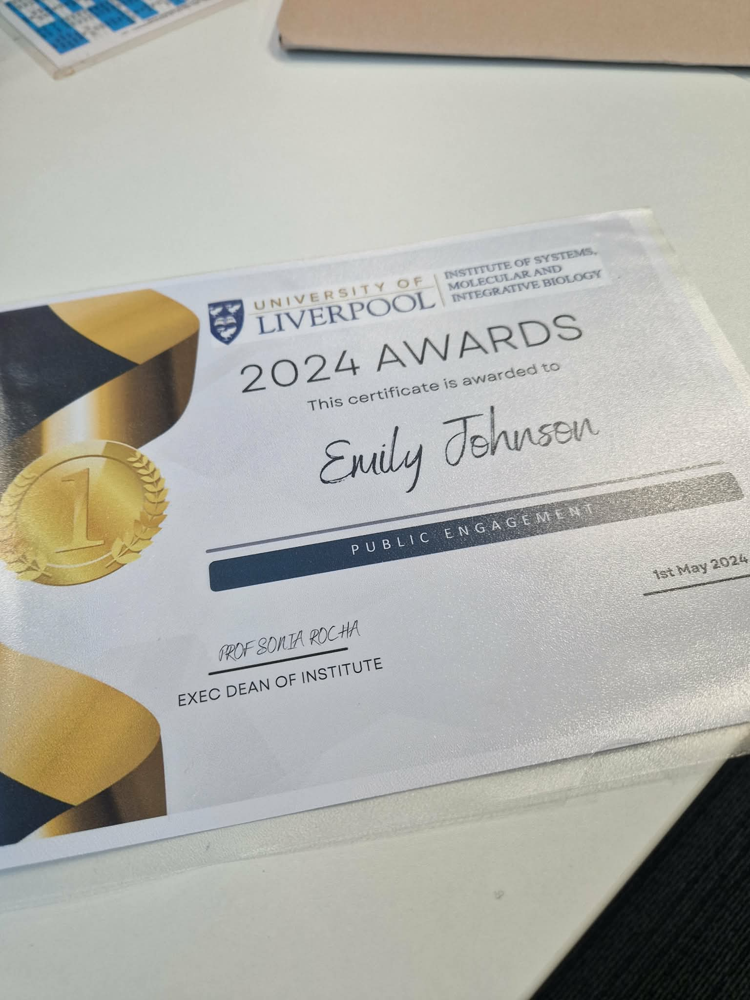 UNIVERSITY OF
LIVERPOOL
INSTITUTE OF SYSTEMS,
MOLECULAR AND
INTEGRATIVE BIOLOGY
2024 AWARDS
This certificate is awarded to
Emily Johnson
PUBLIC ENGAGEMENT
1st May 2024
PROF SONIA ROCHA
EXEC DEAN OF INSTITUTE
1